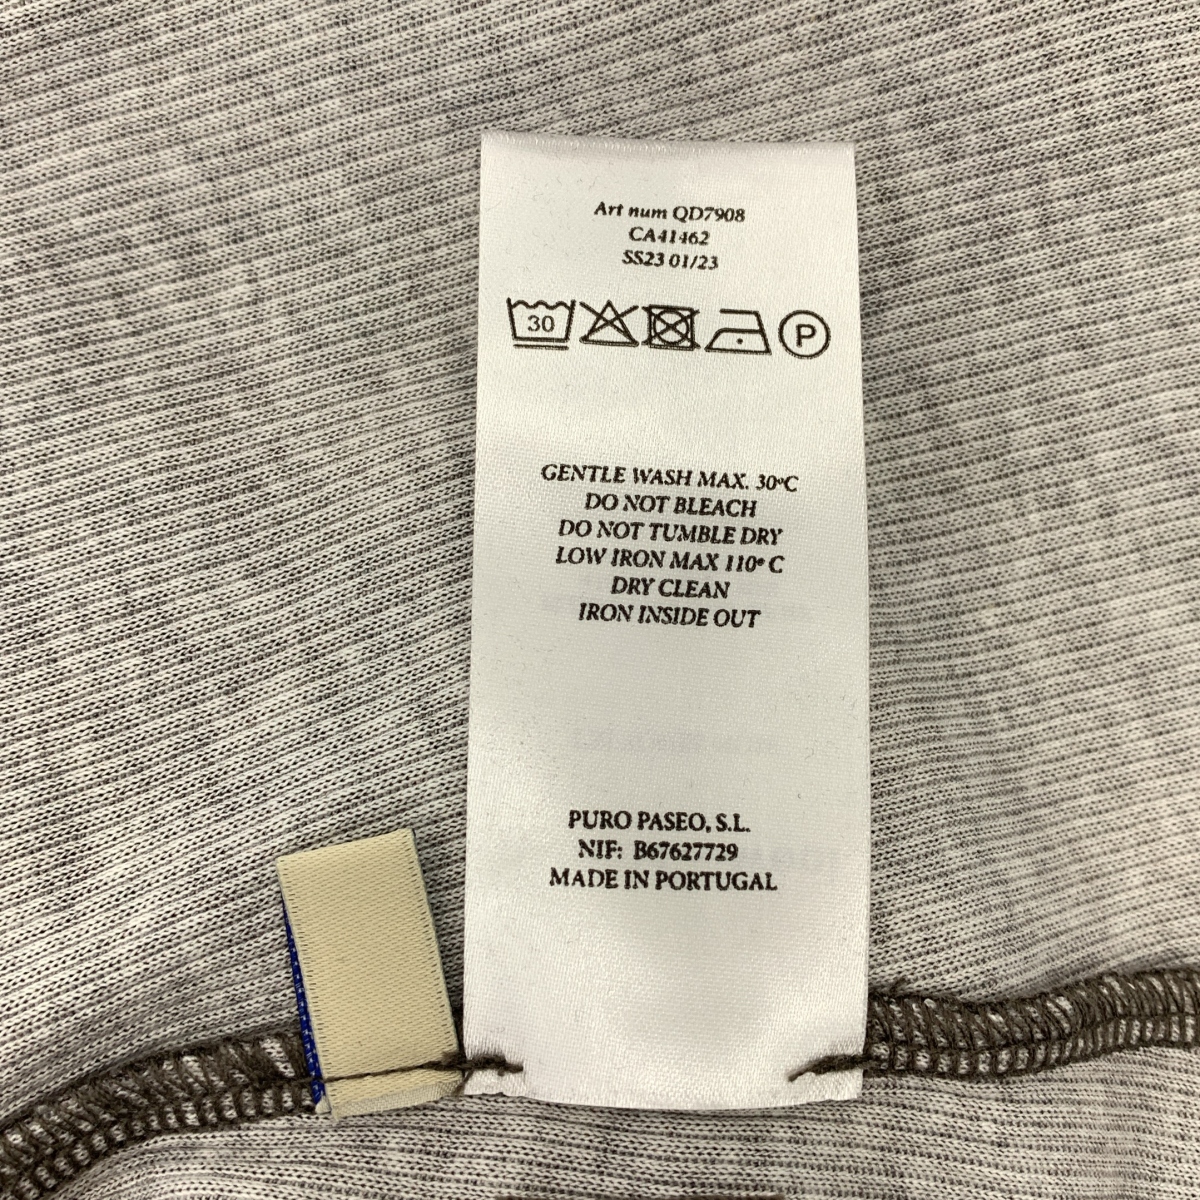 Art num QD7908
CA41462
SS23 01/23
30 P
GENTLE WASH MAX. 30ºC
DO NOT BLEACH
DO NOT TUMBLE DRY
LOW IRON MAX 110º C
DRY CLEAN
IRON INSIDE OUT
PURO PASEO, S.L.
NIF: B67627729
MADE IN PORTUGAL